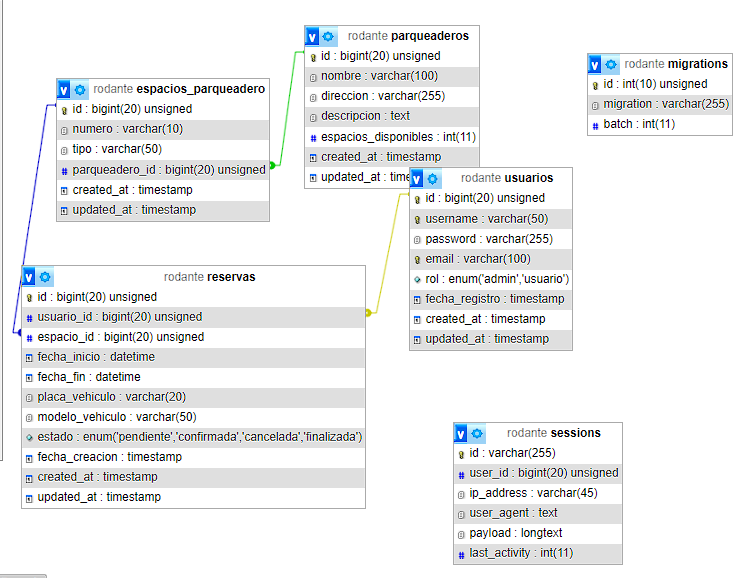 rodante parqueaderos
id : bigint(20) unsigned
nombre : varchar(100)
direccion : varchar(255)
descripcion : text
espacios_disponibles : int(11)
created_at : timestamp
updated_at : time
rodante migrations
id : int(10) unsigned
migration : varchar(255)
batch : int(11)
rodante espacios_parqueadero
id : bigint(20) unsigned
numero : varchar(10)
tipo : varchar(50)
parqueadero_id : bigint(20) unsigned
created_at : timestamp
updated_at : timestamp
rodante usuarios
id : bigint(20) unsigned
username : varchar(50)
password : varchar(255)
email : varchar(100)
rol : enum('admin','usuario')
fecha_registro : timestamp
created_at : timestamp
updated_at : timestamp
rodante reservas
id : bigint(20) unsigned
usuario_id : bigint(20) unsigned
espacio_id : bigint(20) unsigned
fecha_inicio : datetime
fecha_fin : datetime
placa_vehiculo : varchar(20)
modelo_vehiculo : varchar(50)
estado : enum('pendiente','confirmada','cancelada','finalizada')
fecha_creacion : timestamp
created_at : timestamp
updated_at : timestamp
rodante sessions
id : varchar(255)
user_id : bigint(20) unsigned
ip_address : varchar(45)
user_agent : text
payload : longtext
last_activity : int(11)